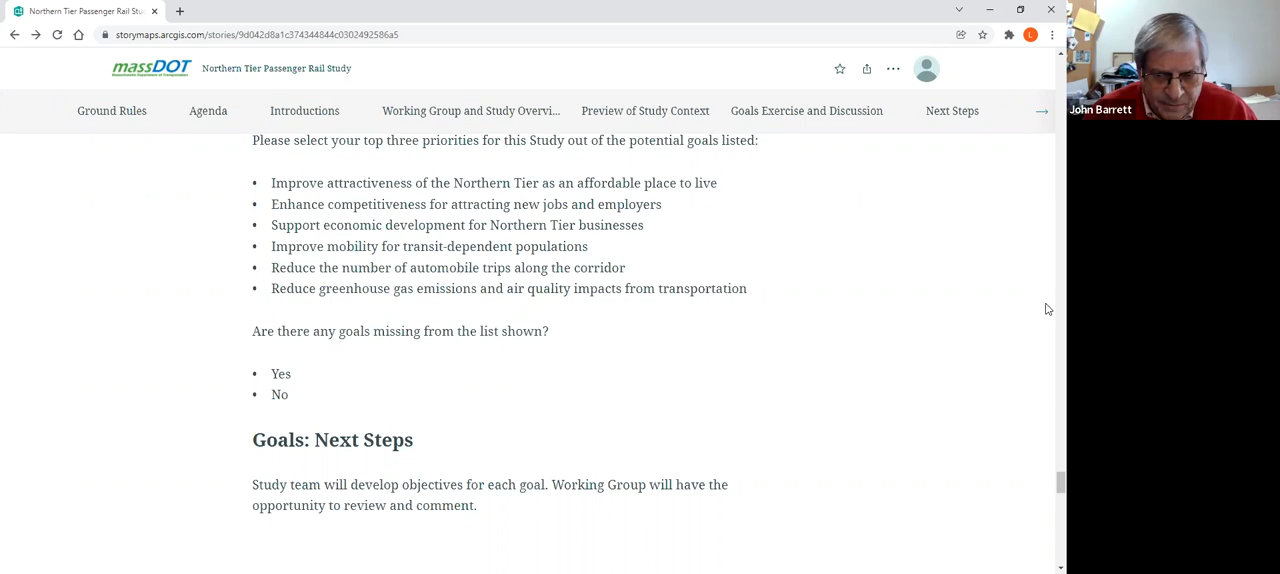 Northern Tier Passenger Rail Stu
storymaps.arcgis.com/stories/9d042d8a1c374344844c0302492586a5
L
massDOT
Massachusetts Department of Transportation
Northern Tier Passenger Rail Study
Ground Rules
Agenda
Introductions
Working Group and Study Overvi...
Preview of Study Context
Goals Exercise and Discussion
Next Steps
Please select your top three priorities for this Study out of the potential goals listed:
• Improve attractiveness of the Northern Tier as an affordable place to live
• Enhance competitiveness for attracting new jobs and employers
• Support economic development for Northern Tier businesses
• Improve mobility for transit-dependent populations
• Reduce the number of automobile trips along the corridor
• Reduce greenhouse gas emissions and air quality impacts from transportation
Are there any goals missing from the list shown?
• Yes
• No
Goals: Next Steps
Study team will develop objectives for each goal. Working Group will have the
opportunity to review and comment.
John Barrett